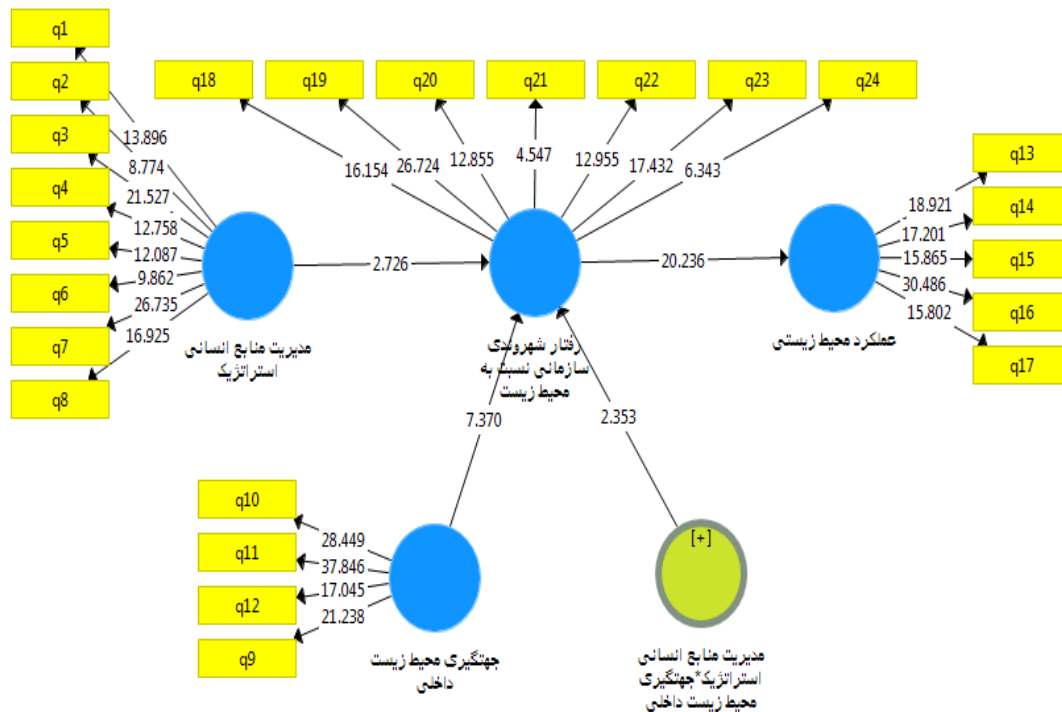 q1
q2
q3
q4
q5
q6
q7
q8
13.896
8.774
21.527
12.758
12.087
9.862
26.735
16.925
مدیریت منابع انسانی
استراتژیک
q18
q19
q20
q21
q22
q23
q24
16.154
26.724
12.855
4.547
12.955
17.432
6.343
2.726
رفتار شهروندی
سازمانی نسبت به
محیط زیست
20.236
عملکرد محیط زیستی
q13
q14
q15
q16
q17
18.921
17.201
15.865
30.486
15.802
7.370
2.353
q10
q11
q12
q9
28.449
37.846
17.045
21.238
جهتگیری محیط زیست
داخلی
[+]
مدیریت منابع انسانی
استراتژیک*جهتگیری
محیط زیست داخلی